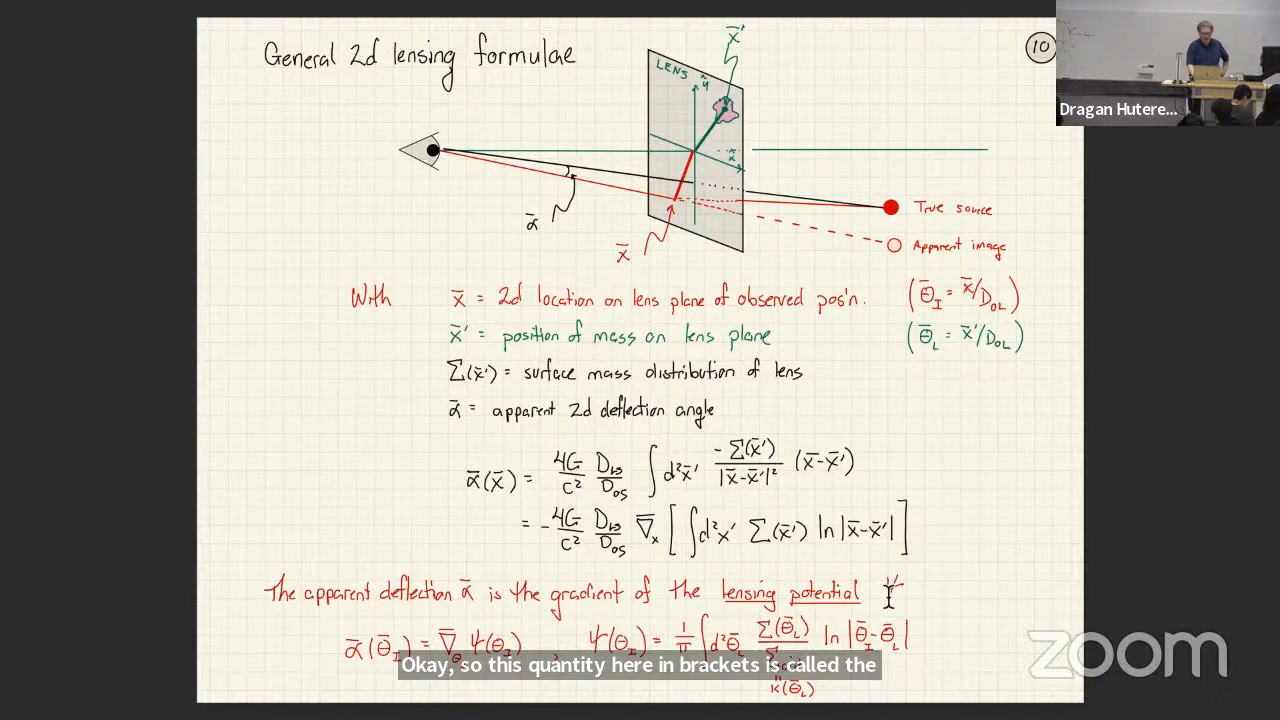 General 2d lensing formulae
10
Dragan Hutere...
LENS
ŷ
x̄'
x̂
ᾱ
x̄
True source
Apparent image
With x̄ = 2d location on lens plane of observed pos'n. (θ̄_I = x̄/D_OL)
x̄' = position of mass on lens plane (θ̄_L = x̄'/D_OL)
Σ(x̄') = surface mass distribution of lens
ᾱ = apparent 2d deflection angle
ᾱ(x̄) = 4G/c² D_LS/D_OS ∫ d²x̄' -Σ(x̄')/|x̄-x̄'|² (x̄-x̄')
= -4G/c² D_LS/D_OS ∇̄_x [ ∫d²x' Σ(x̄') ln|x̄-x̄'| ]
The apparent deflection ᾱ is the gradient of the lensing potential
ᾱ(θ̄_I) = ∇̄_θ ψ(θ_I), ψ(θ_I) = 1/π ∫d²θ̄_L Σ(θ̄_L) ln|θ̄_I-θ̄_L|
Okay, so this quantity here in brackets is called the
κ(θ̄_L)
zoom